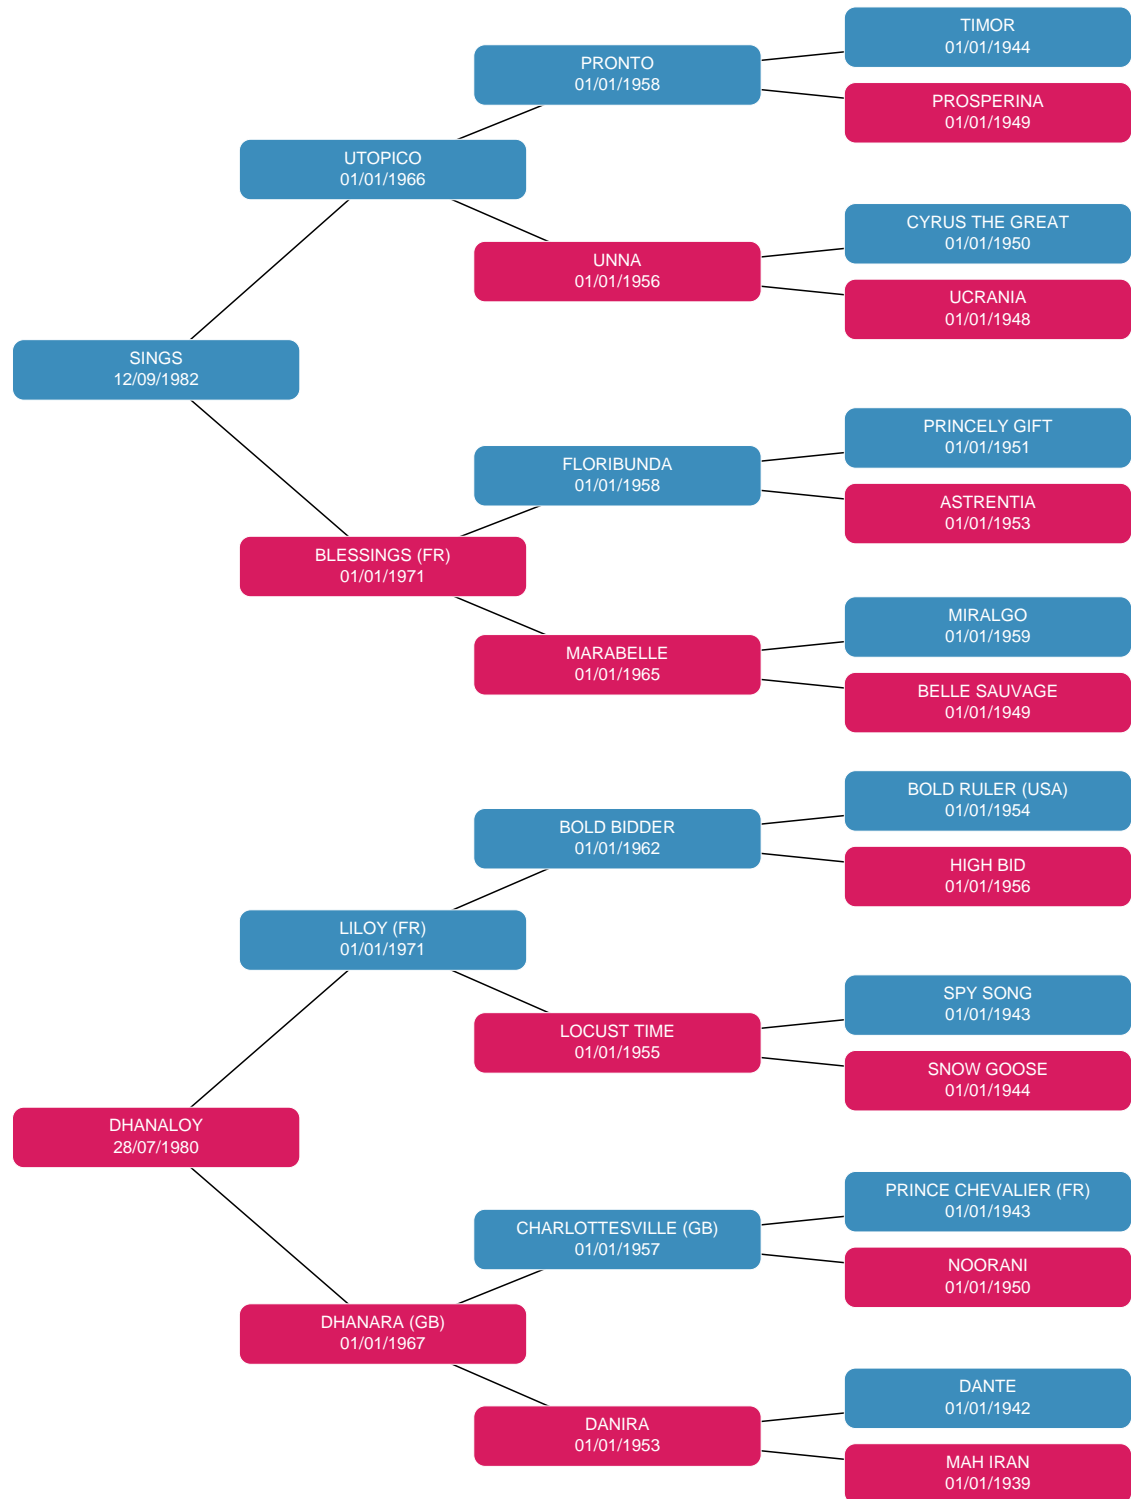 TIMOR
01/01/1944
PRONTO
01/01/1958
PROSPERINA
01/01/1949
UTOPICO
01/01/1966
CYRUS THE GREAT
01/01/1950
UNNA
01/01/1956
UCRANIA
01/01/1948
SINGS
12/09/1982
PRINCELY GIFT
01/01/1951
FLORIBUNDA
01/01/1958
ASTRENTIA
01/01/1953
BLESSINGS (FR)
01/01/1971
MIRALGO
01/01/1959
MARABELLE
01/01/1965
BELLE SAUVAGE
01/01/1949
BOLD RULER (USA)
01/01/1954
BOLD BIDDER
01/01/1962
HIGH BID
01/01/1956
LILOY (FR)
01/01/1971
SPY SONG
01/01/1943
LOCUST TIME
01/01/1955
SNOW GOOSE
01/01/1944
DHANALOY
28/07/1980
PRINCE CHEVALIER (FR)
01/01/1943
CHARLOTTESVILLE (GB)
01/01/1957
NOORANI
01/01/1950
DHANARA (GB)
01/01/1967
DANTE
01/01/1942
DANIRA
01/01/1953
MAH IRAN
01/01/1939